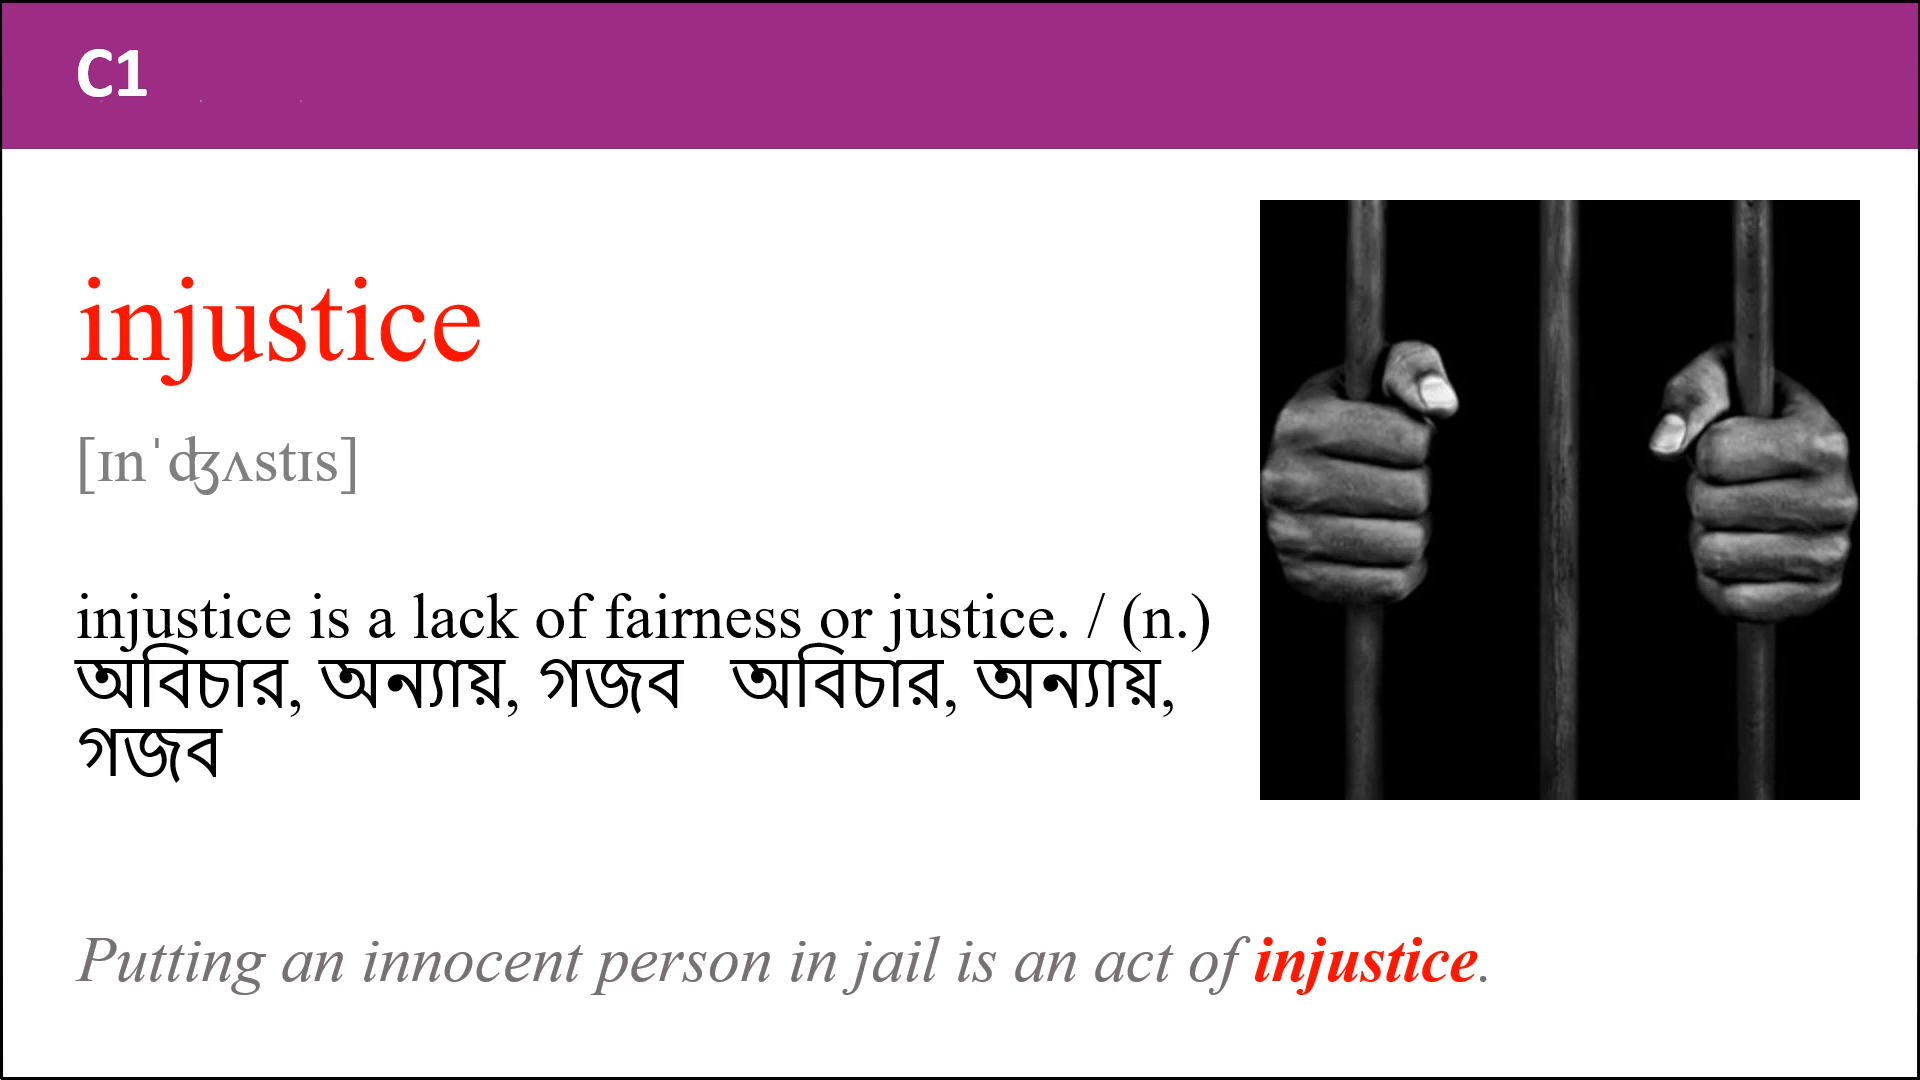 C1
injustice
[ɪnˈʤʌstɪs]
injustice is a lack of fairness or justice. / (n.)
অবিচার, অন্যায়, গজব অবিচার, অন্যায়,
গজব
Putting an innocent person in jail is an act of injustice.